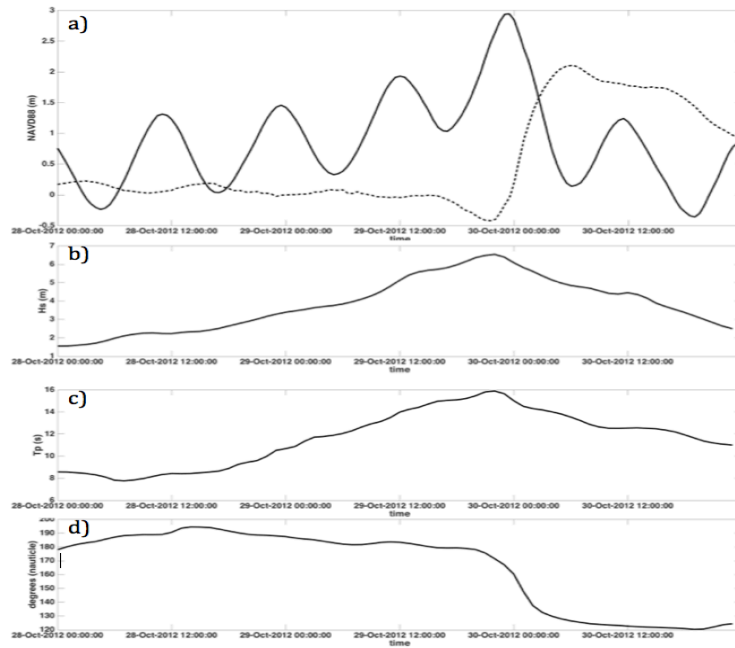 a)
3
2.5
2
1.5
1
0.5
0
-0.5
NAVD88 (m)
28-Oct-2012 00:00:00 28-Oct-2012 12:00:00 29-Oct-2012 00:00:00 29-Oct-2012 12:00:00 30-Oct-2012 00:00:00 30-Oct-2012 12:00:00
time
b)
7
6
5
4
3
2
1
Hs (m)
28-Oct-2012 00:00:00 28-Oct-2012 12:00:00 29-Oct-2012 00:00:00 29-Oct-2012 12:00:00 30-Oct-2012 00:00:00 30-Oct-2012 12:00:00
time
c)
16
14
12
10
8
6
Tp (s)
28-Oct-2012 00:00:00 28-Oct-2012 12:00:00 29-Oct-2012 00:00:00 29-Oct-2012 12:00:00 30-Oct-2012 00:00:00 30-Oct-2012 12:00:00
time
d)
200
190
180
170
160
150
140
130
120
degrees (nauticle)
28-Oct-2012 00:00:00 28-Oct-2012 12:00:00 29-Oct-2012 00:00:00 29-Oct-2012 12:00:00 30-Oct-2012 00:00:00 30-Oct-2012 12:00:00
time